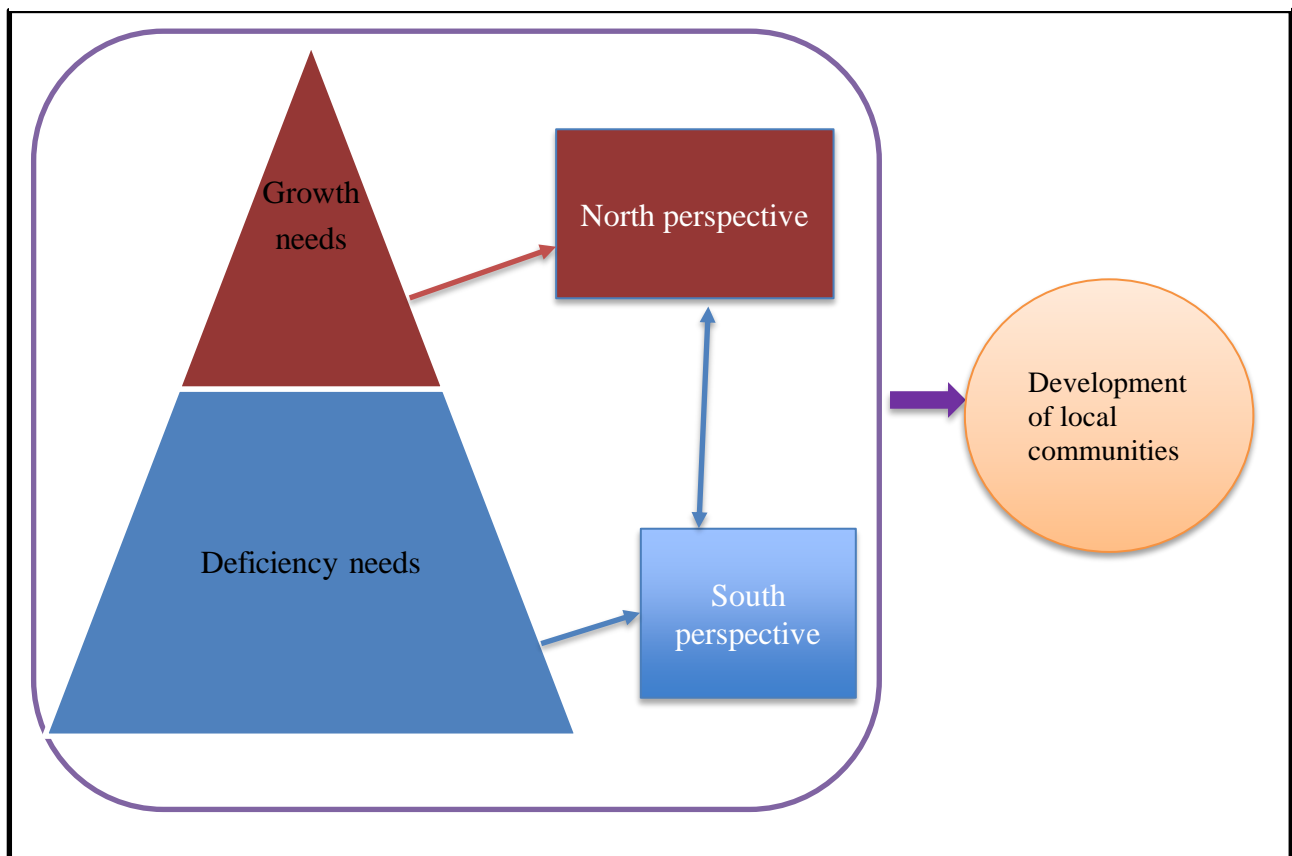 Growth
needs
North perspective
Development
of local
communities
Deficiency needs
South
perspective